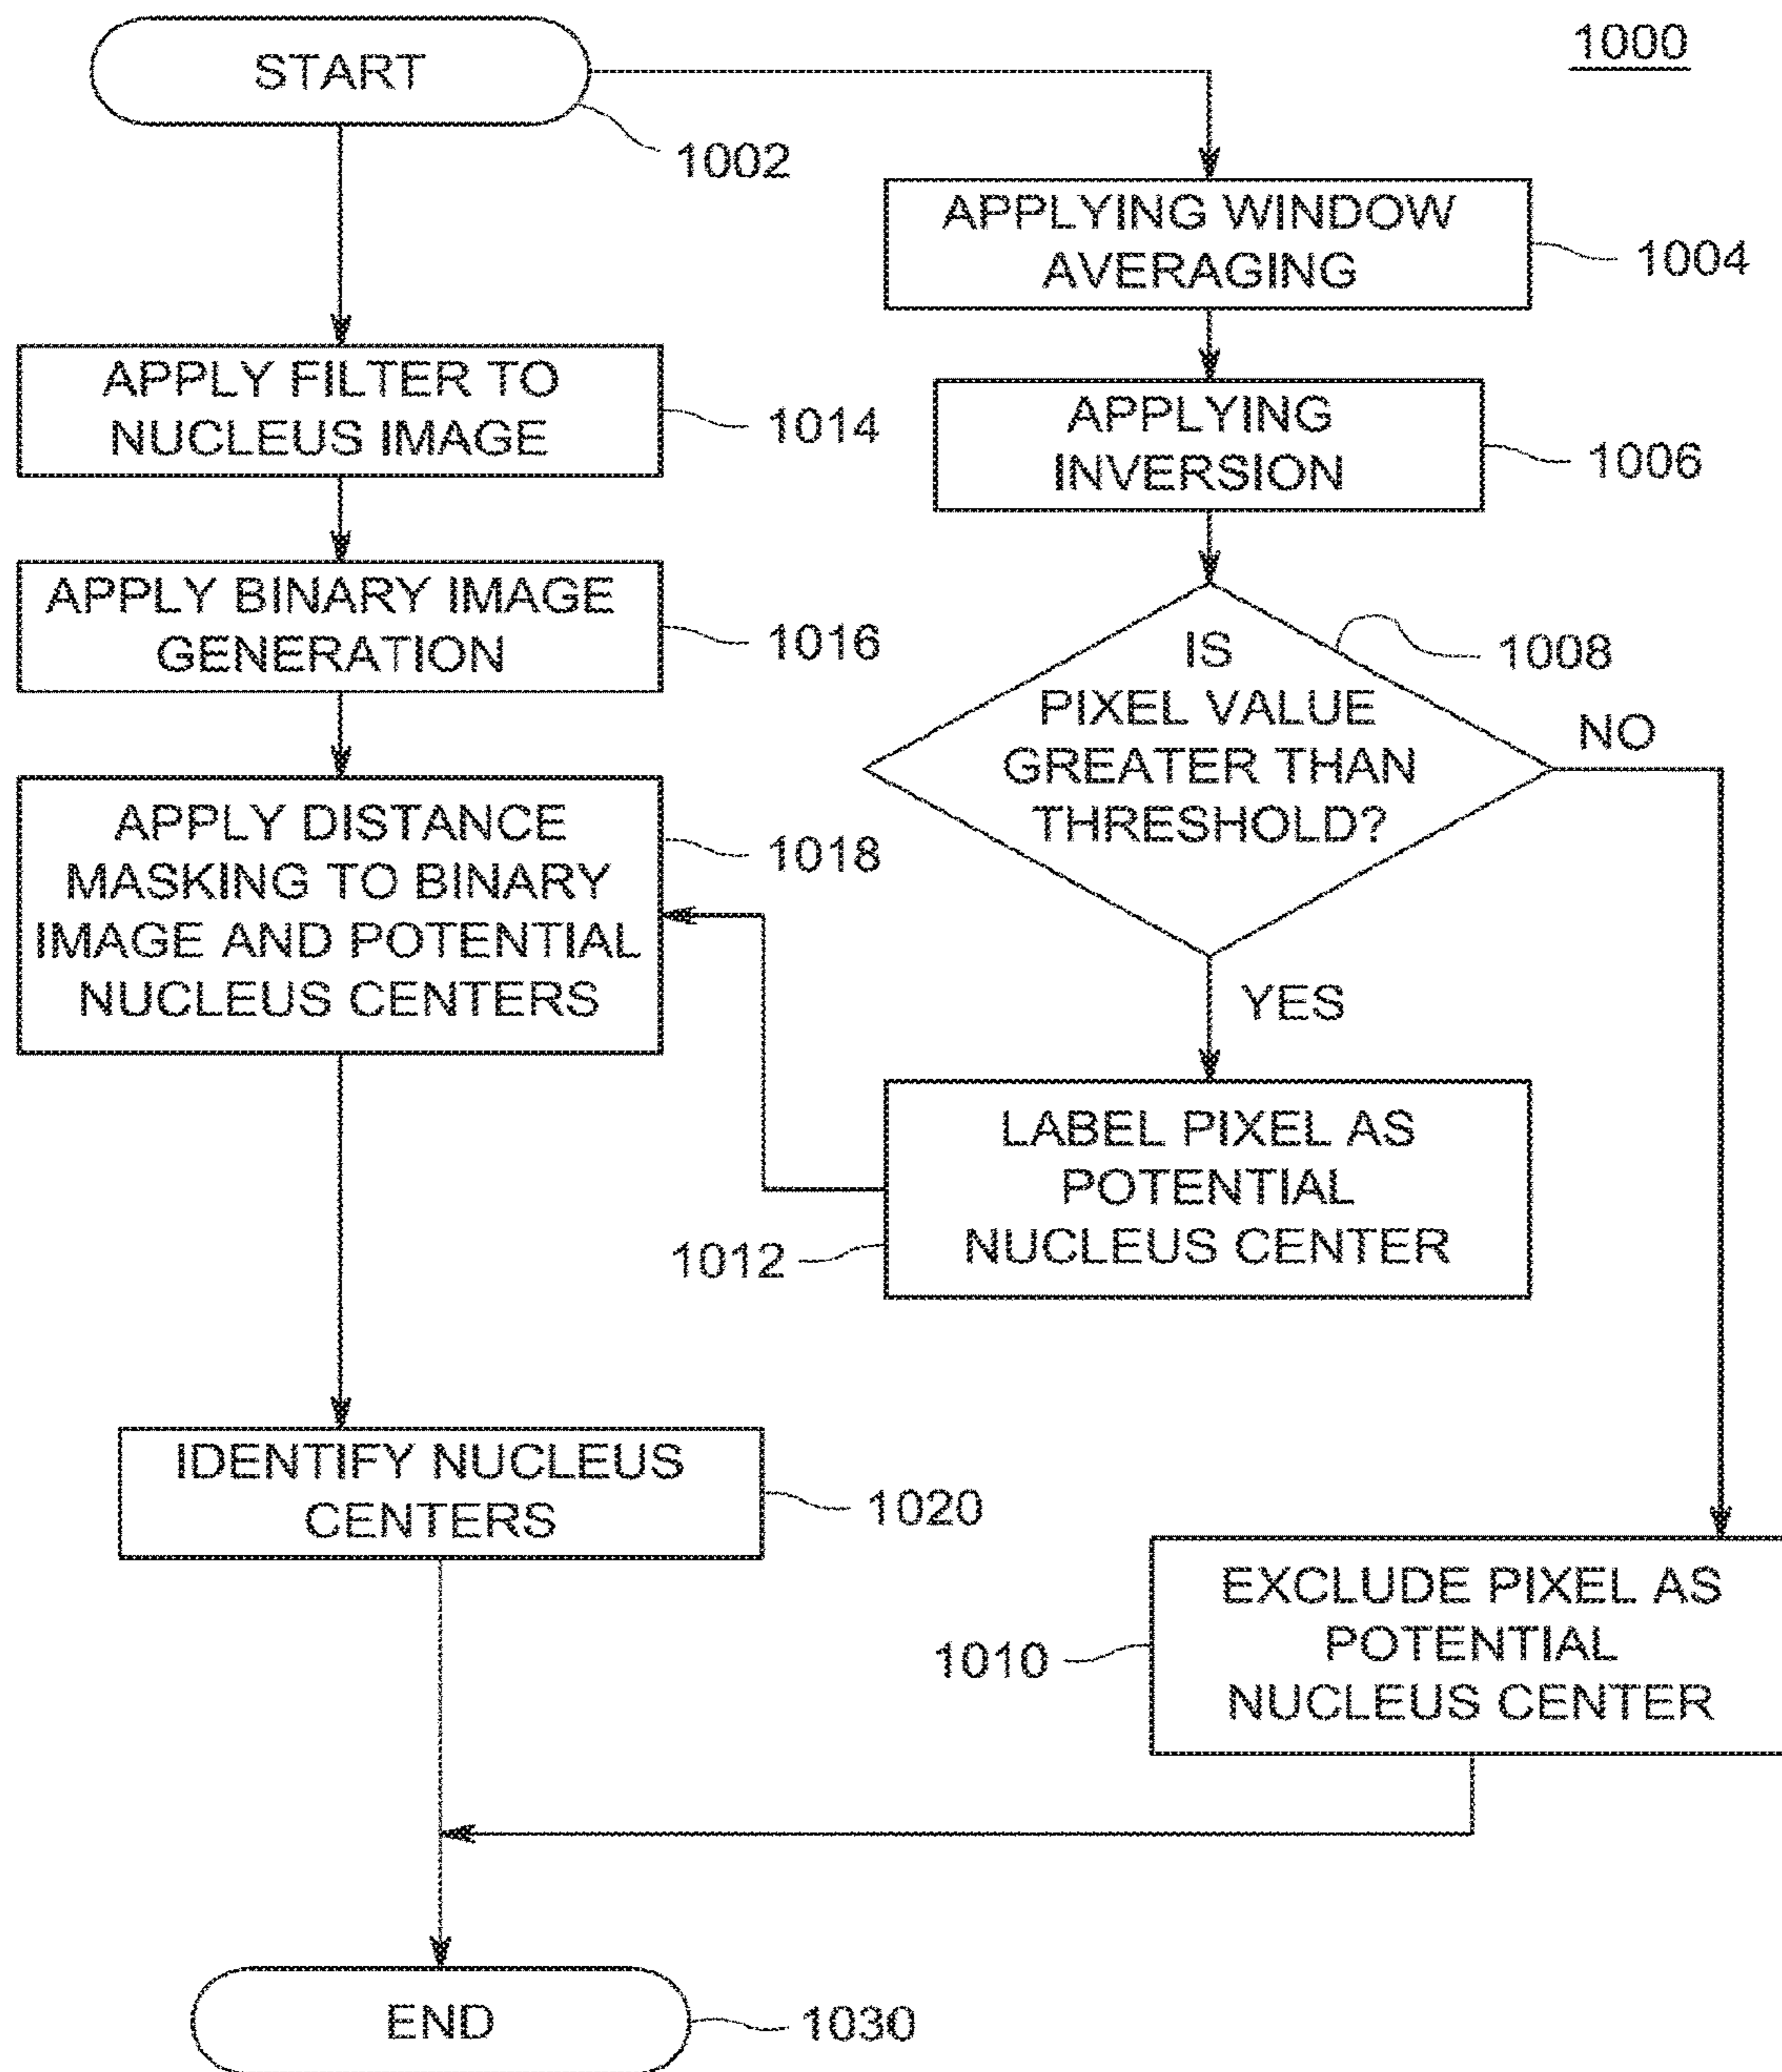 1000
START
1002
APPLYING WINDOW
AVERAGING
1004
APPLYING
INVERSION
1006
IS
PIXEL VALUE
GREATER THAN
THRESHOLD?
1008
NO
YES
LABEL PIXEL AS
POTENTIAL
NUCLEUS CENTER
1012
EXCLUDE PIXEL AS
POTENTIAL
NUCLEUS CENTER
1010
APPLY FILTER TO
NUCLEUS IMAGE
1014
APPLY BINARY IMAGE
GENERATION
1016
APPLY DISTANCE
MASKING TO BINARY
IMAGE AND POTENTIAL
NUCLEUS CENTERS
1018
IDENTIFY NUCLEUS
CENTERS
1020
END
1030